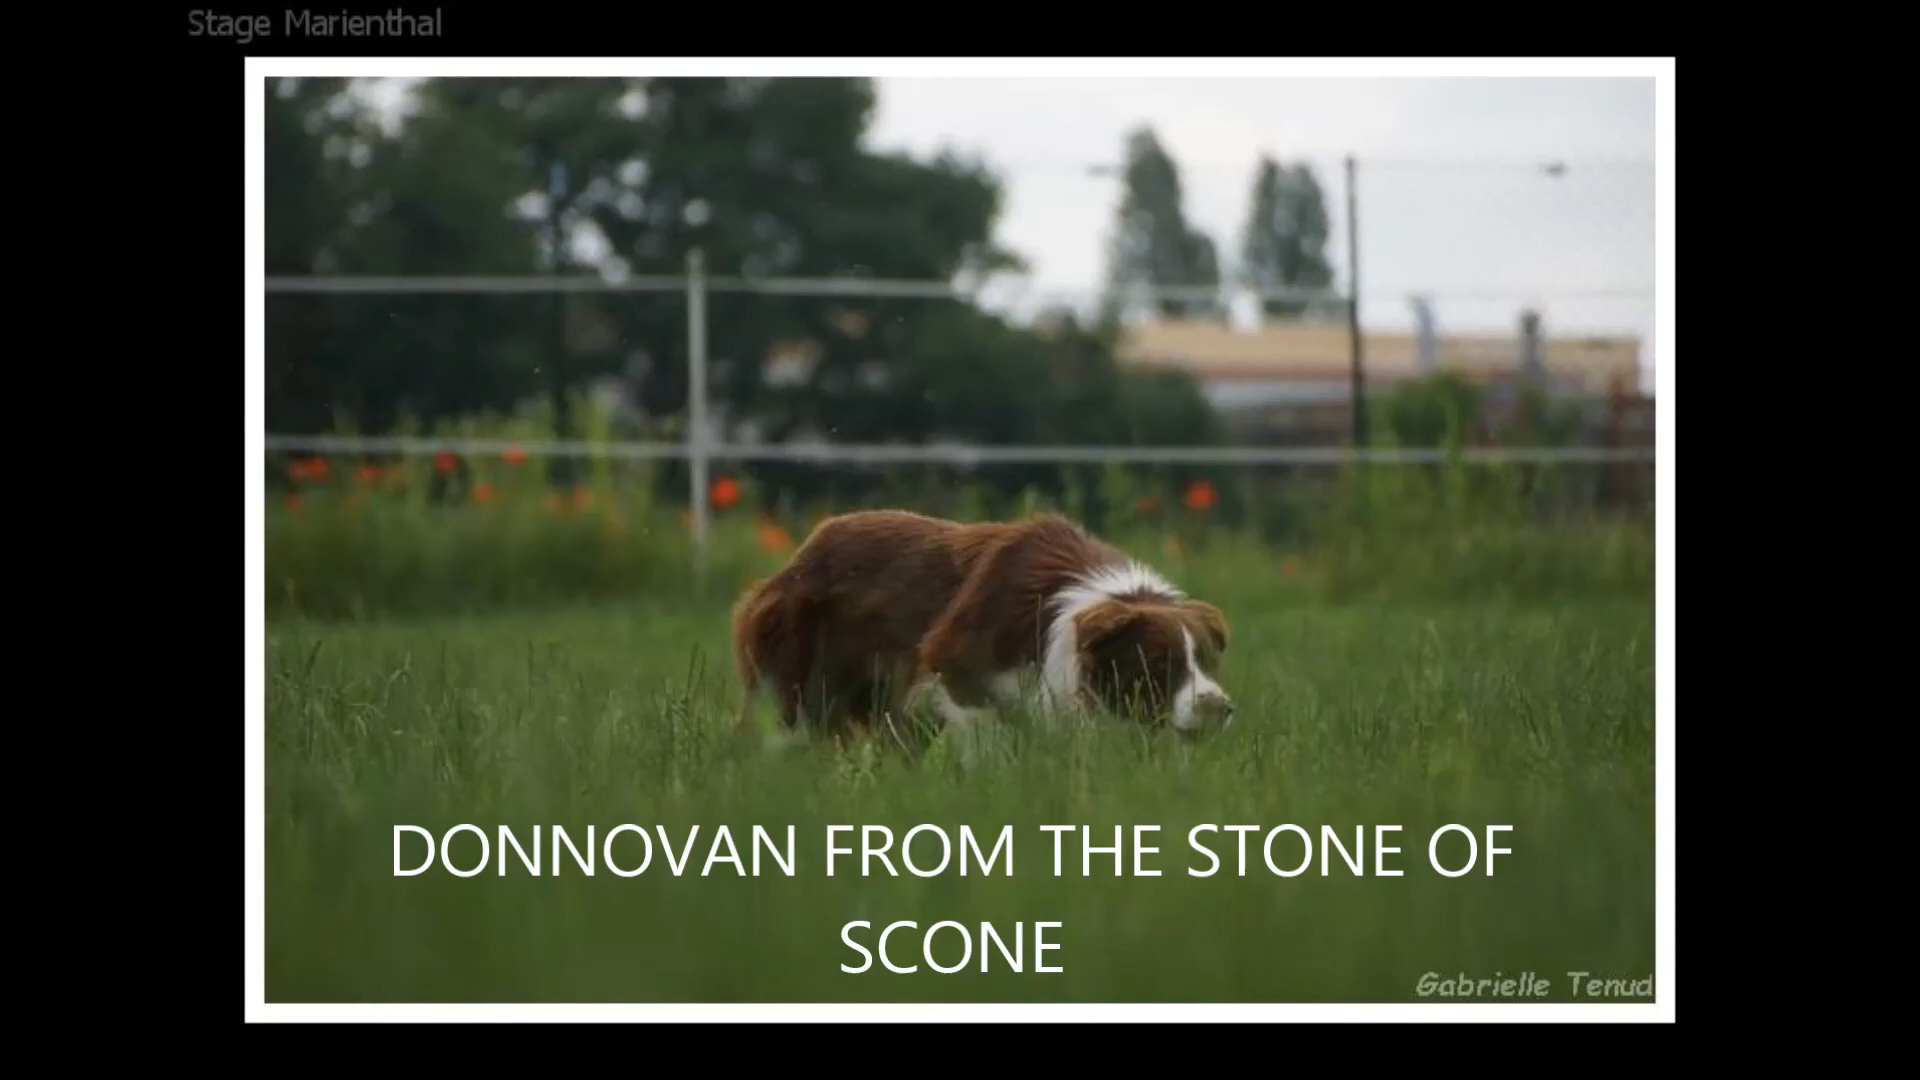 Stage Marienthal
DONNOVAN FROM THE STONE OF
SCONE
Gabrielle Tenud